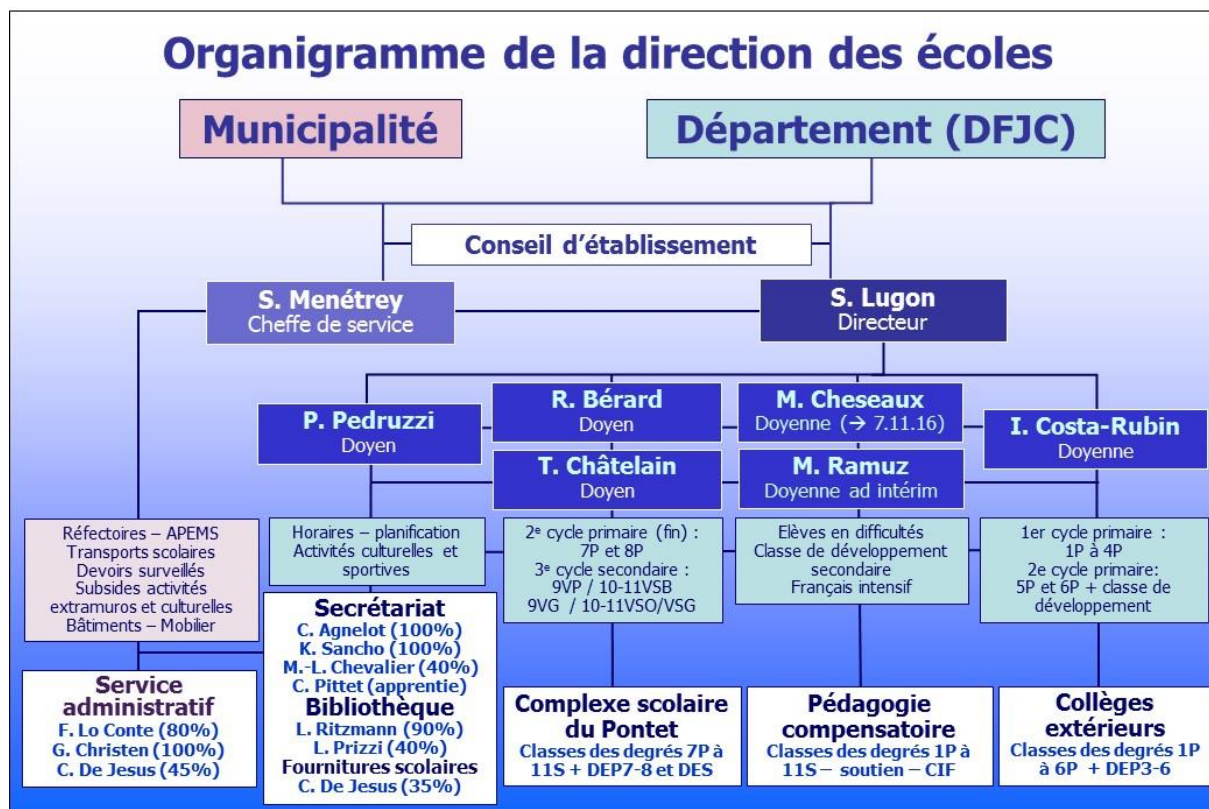 Organigramme de la direction des écoles
Municipalité
Département (DFJC)
Conseil d'établissement
S. Menétrey
Cheffe de service
S. Lugon
Directeur
P. Pedruzzi
Doyen
R. Bérard
Doyen
M. Cheseaux
Doyenne (→ 7.11.16)
I. Costa-Rubin
Doyenne
T. Châtelain
Doyen
M. Ramuz
Doyenne ad intérim
Réfectoires – APEMS
Transports scolaires
Devoirs surveillés
Subsides activités
extramuros et culturelles
Bâtiments – Mobilier
Horaires – planification
Activités culturelles et
sportives
2e cycle primaire (fin) :
7P et 8P
3e cycle secondaire :
9VP / 10-11VSB
9VG / 10-11VSO/VSG
Elèves en difficultés
Classe de développement
secondaire
Français intensif
1er cycle primaire :
1P à 4P
2e cycle primaire:
5P et 6P + classe de
développement
Service
administratif
F. Lo Conte (80%)
G. Christen (100%)
C. De Jesus (45%)
Secrétariat
C. Agnelot (100%)
K. Sancho (100%)
M.-L. Chevalier (40%)
C. Pittet (apprentie)
Bibliothèque
L. Ritzmann (90%)
L. Prizzi (40%)
Fournitures scolaires
C. De Jesus (35%)
Complexe scolaire
du Pontet
Classes des degrés 7P à
11S + DEP7-8 et DES
Pédagogie
compensatoire
Classes des degrés 1P à
11S – soutien – CIF
Collèges
extérieurs
Classes des degrés 1P
à 6P + DEP3-6